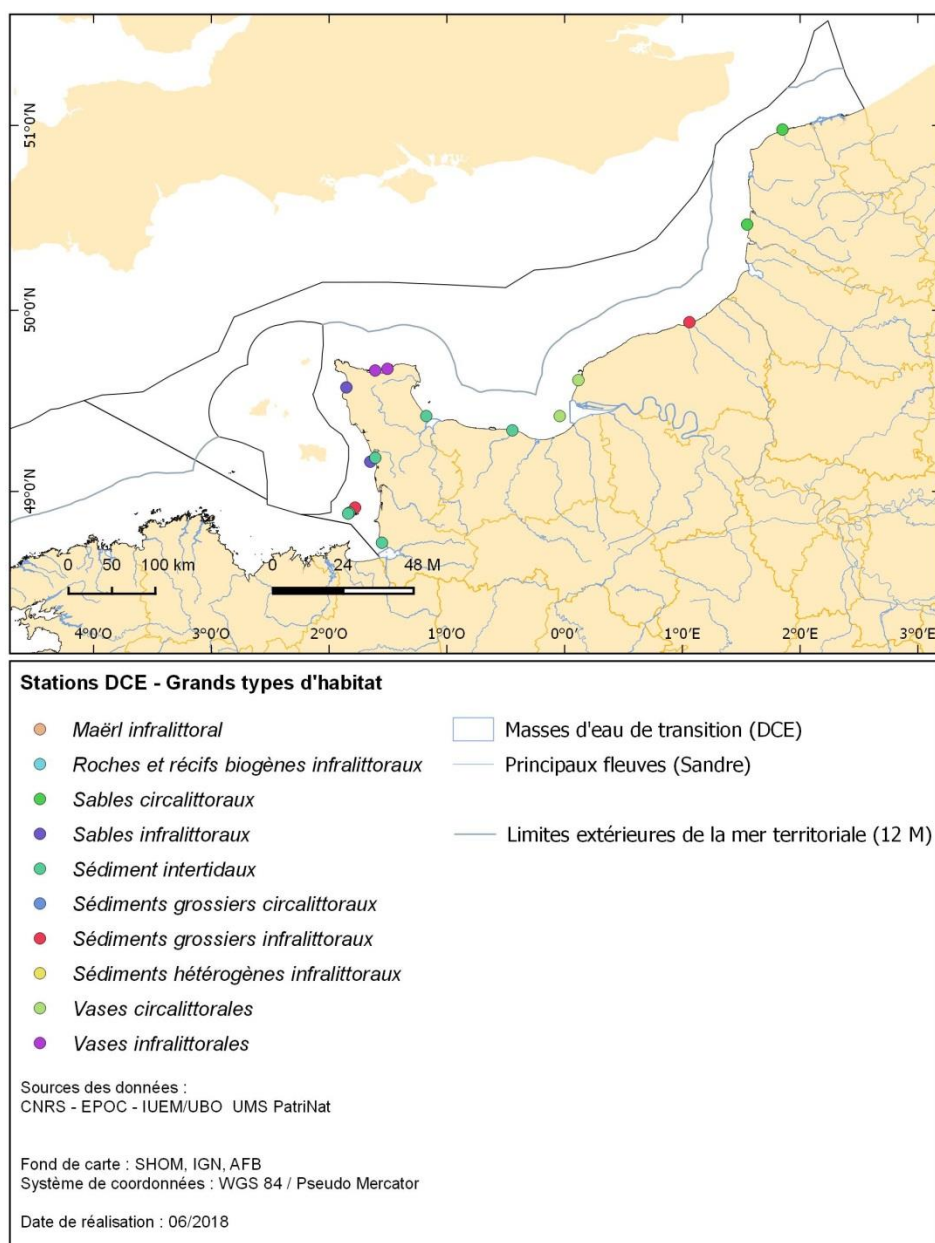 51°0'N
50°0'N
49°0'N
0 50 100 km
0 24 48 M
4°0'O 3°0'O 2°0'O 1°0'O 0°0' 1°0'E 2°0'E 3°0'E
Stations DCE - Grands types d'habitat
Maërl infralittoral
Roches et récifs biogènes infralittoraux
Sables circalittoraux
Sables infralittoraux
Sédiment intertidaux
Sédiments grossiers circalittoraux
Sédiments grossiers infralittoraux
Sédiments hétérogènes infralittoraux
Vases circalittorales
Vases infralittorales
Masses d'eau de transition (DCE)
Principaux fleuves (Sandre)
Limites extérieures de la mer territoriale (12 M)
Sources des données :
CNRS - EPOC - IUEM/UBO UMS PatriNat
Fond de carte : SHOM, IGN, AFB
Système de coordonnées : WGS 84 / Pseudo Mercator
Date de réalisation : 06/2018